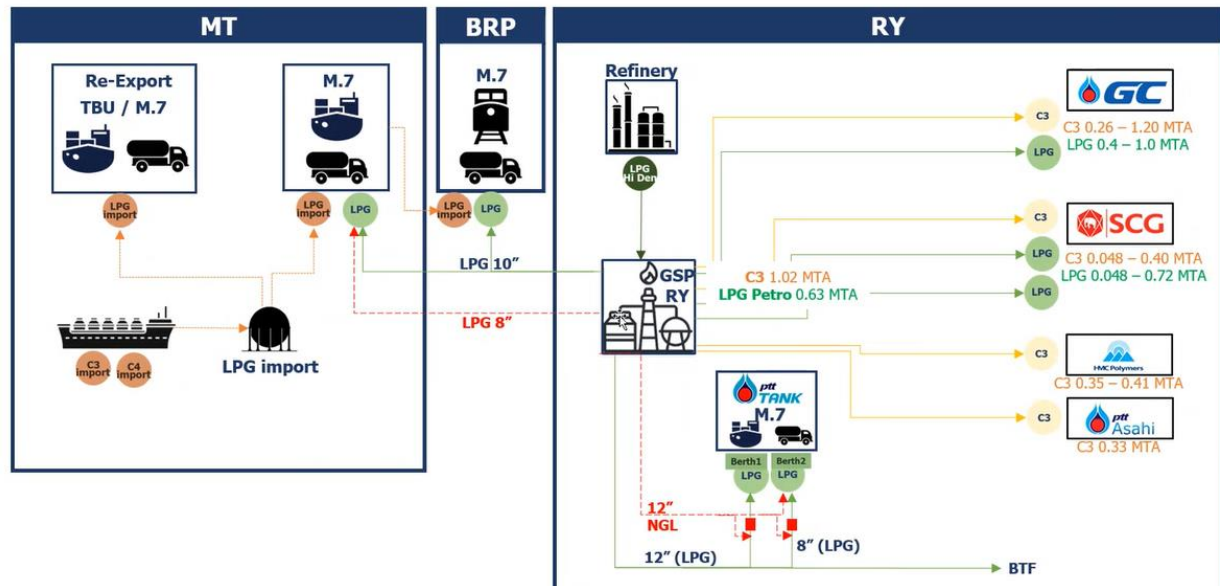 MT
BRP
RY
Re-Export
TBU / M.7
M.7
M.7
Refinery
LPG
Hi Den
LPG
import
LPG
import
LPG
LPG
import
LPG
LPG 10”
LPG 8”
C3
import
C4
import
LPG import
GSP
RY
C3 1.02 MTA
LPG Petro 0.63 MTA
C3
GC
C3 0.26 – 1.20 MTA
LPG
LPG 0.4 – 1.0 MTA
C3
SCG
C3 0.048 – 0.40 MTA
LPG
LPG 0.048 – 0.72 MTA
LPG
C3
HMC Polymers
C3 0.35 – 0.41 MTA
C3
ptt
Asahi
C3 0.33 MTA
ptt
TANK
M.7
Berth1
Berth2
LPG
LPG
12”
NGL
12” (LPG)
8” (LPG)
BTF